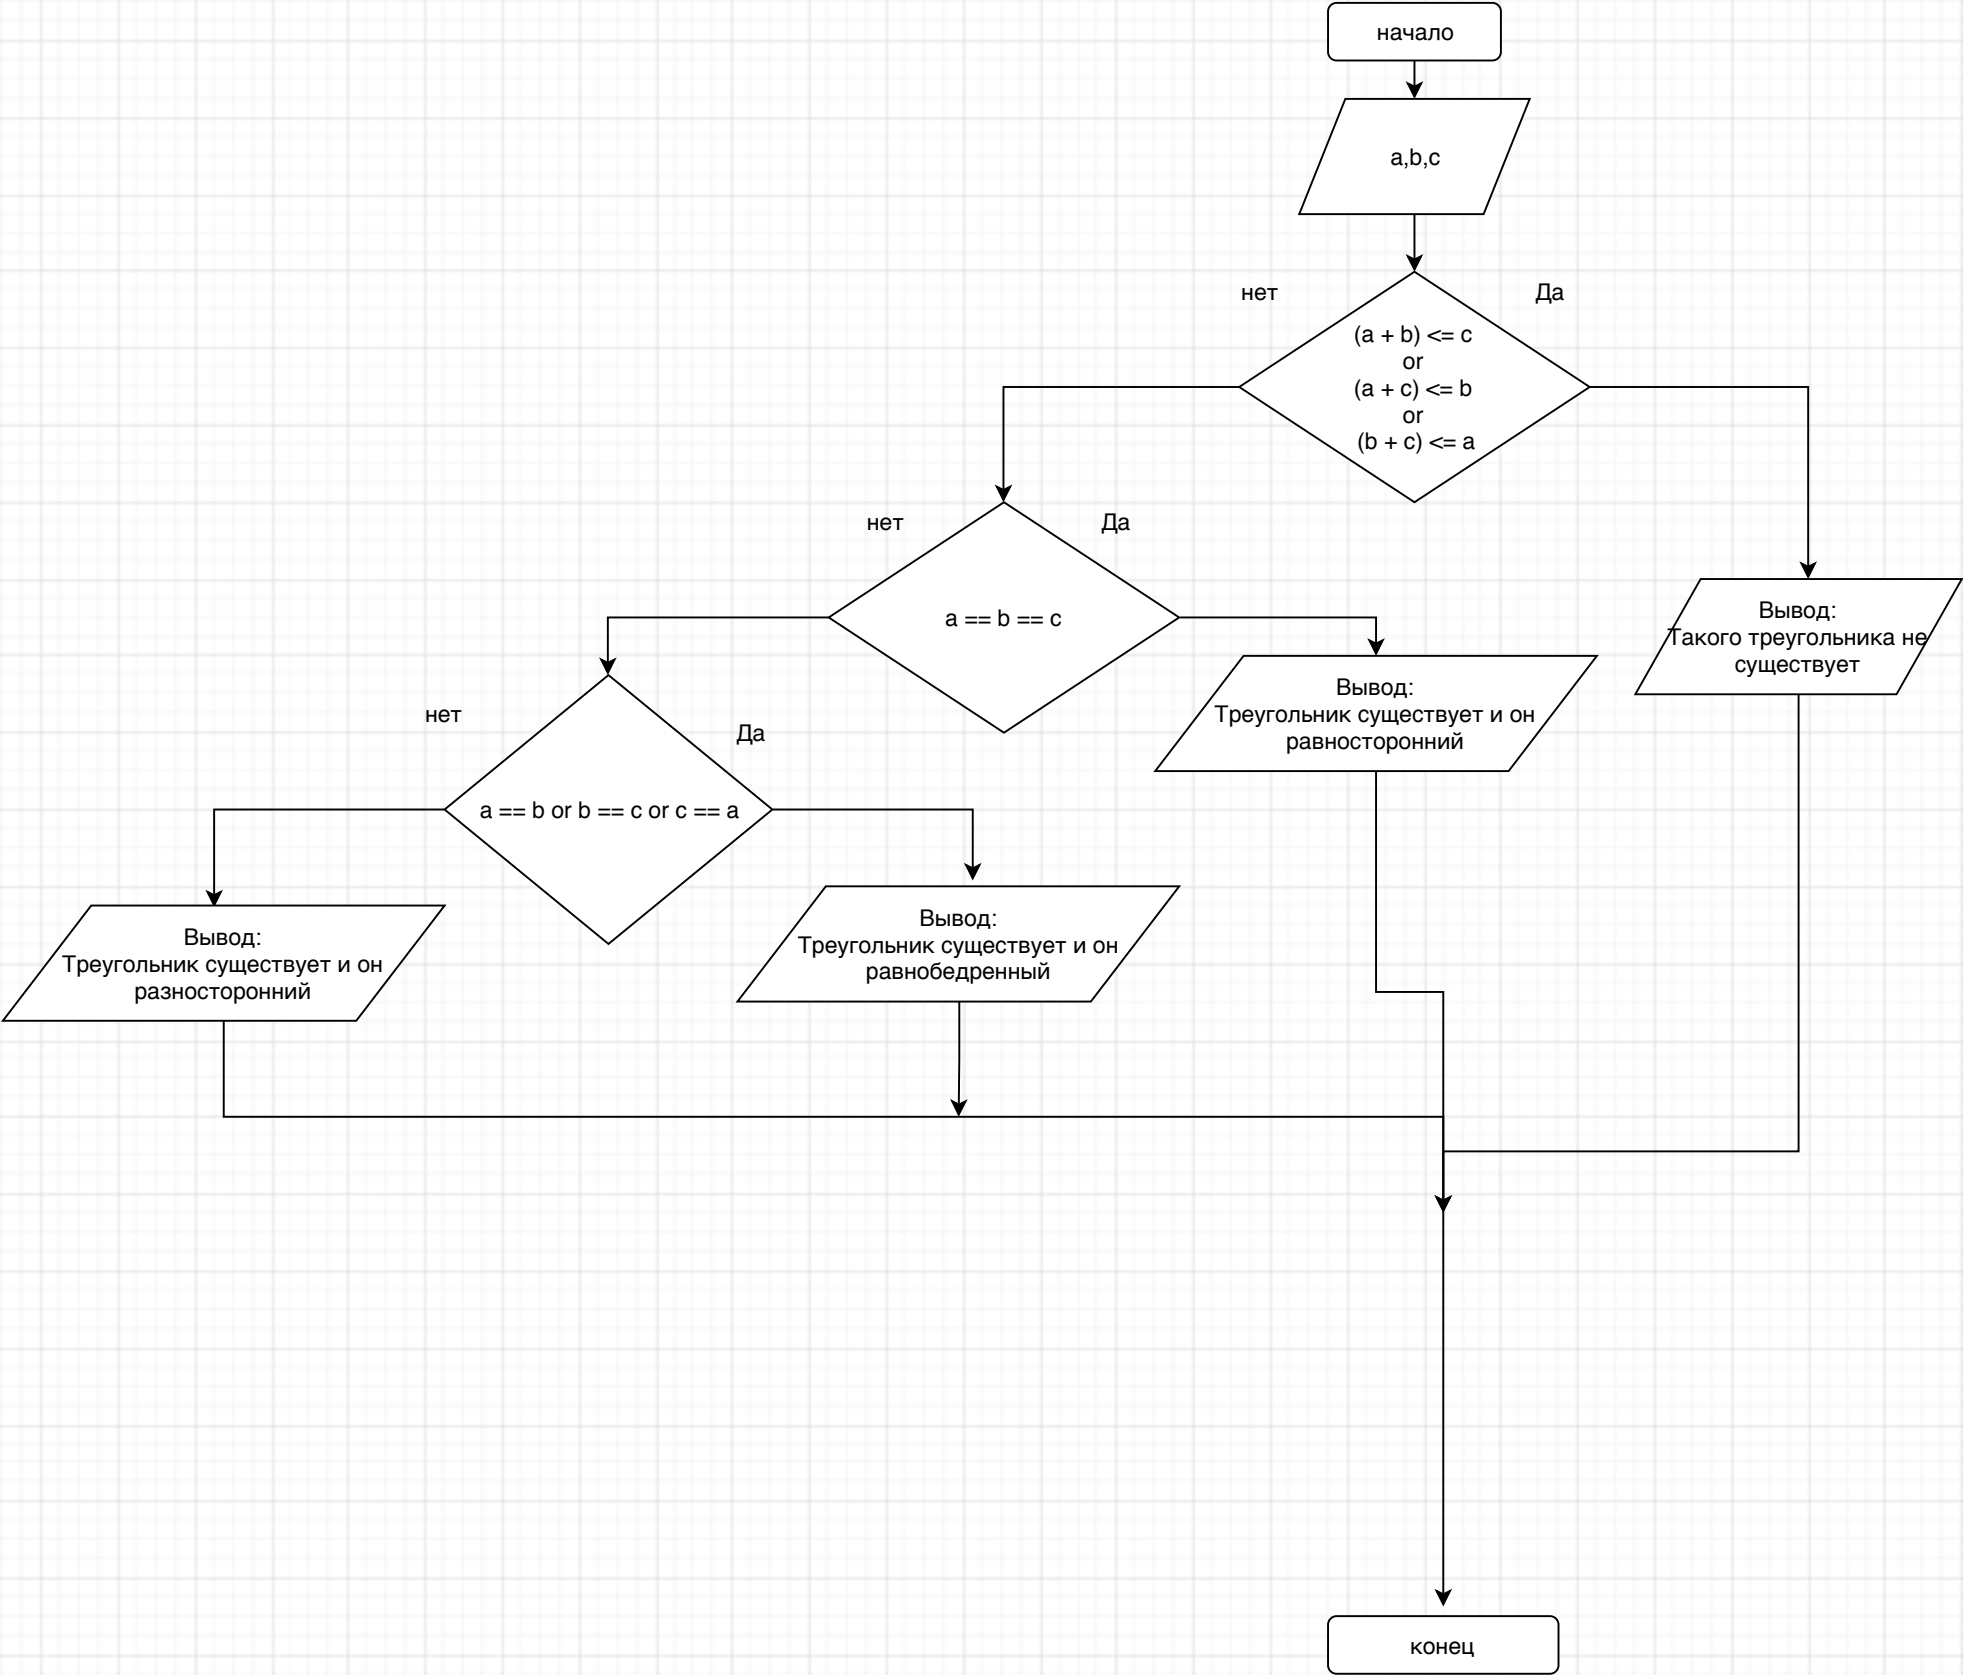 начало
a,b,c
нет
Да
(a + b) <= c
or
(a + c) <= b
or
(b + c) <= a
нет
Да
a == b == c
Вывод:
Такого треугольника не
существует
Вывод:
Треугольник существует и он
равносторонний
нет
Да
a == b or b == c or c == a
Вывод:
Треугольник существует и он
разносторонний
Вывод:
Треугольник существует и он
равнобедренный
конец